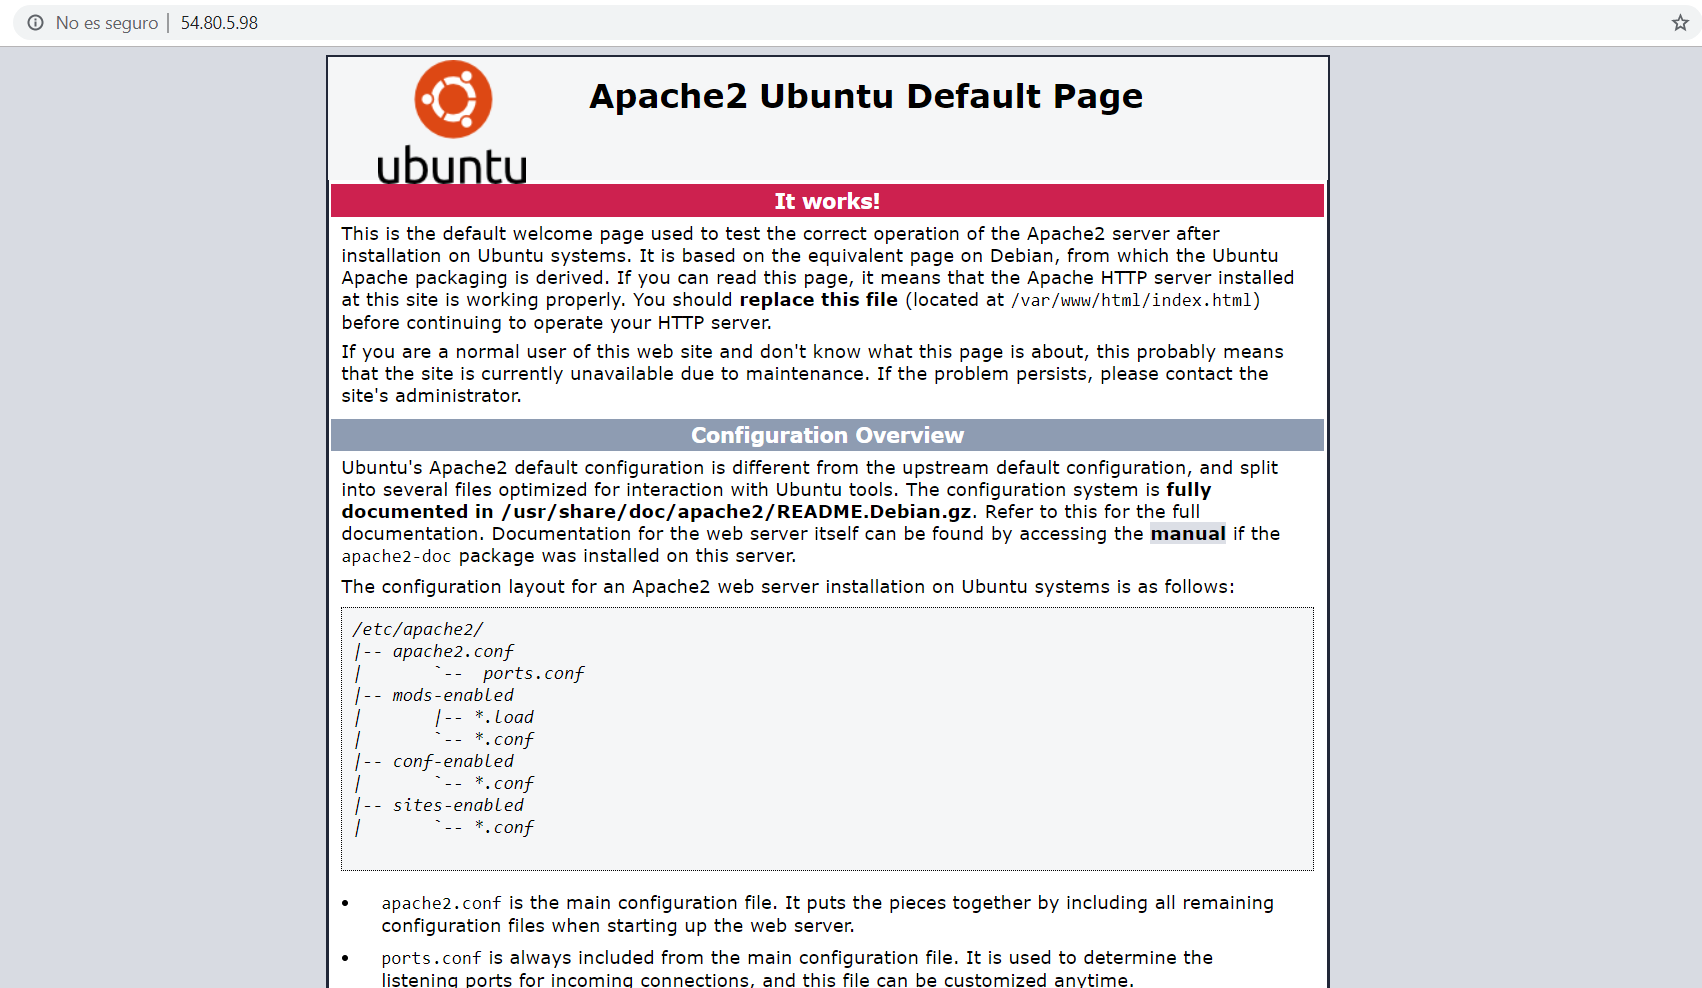 No es seguro | 54.80.5.98
Apache2 Ubuntu Default Page
ubuntu
It works!
This is the default welcome page used to test the correct operation of the Apache2 server after
installation on Ubuntu systems. It is based on the equivalent page on Debian, from which the Ubuntu
Apache packaging is derived. If you can read this page, it means that the Apache HTTP server installed
at this site is working properly. You should replace this file (located at /var/www/html/index.html)
before continuing to operate your HTTP server.
If you are a normal user of this web site and don't know what this page is about, this probably means
that the site is currently unavailable due to maintenance. If the problem persists, please contact the
site's administrator.
Configuration Overview
Ubuntu's Apache2 default configuration is different from the upstream default configuration, and split
into several files optimized for interaction with Ubuntu tools. The configuration system is fully
documented in /usr/share/doc/apache2/README.Debian.gz. Refer to this for the full
documentation. Documentation for the web server itself can be found by accessing the manual if the
apache2-doc package was installed on this server.
The configuration layout for an Apache2 web server installation on Ubuntu systems is as follows:
/etc/apache2/
|-- apache2.conf
|       `--  ports.conf
|-- mods-enabled
|       |-- *.load
|       `-- *.conf
|-- conf-enabled
|       `-- *.conf
|-- sites-enabled
|       `-- *.conf
• apache2.conf is the main configuration file. It puts the pieces together by including all remaining
configuration files when starting up the web server.
• ports.conf is always included from the main configuration file. It is used to determine the
listening ports for incoming connections, and this file can be customized anytime.